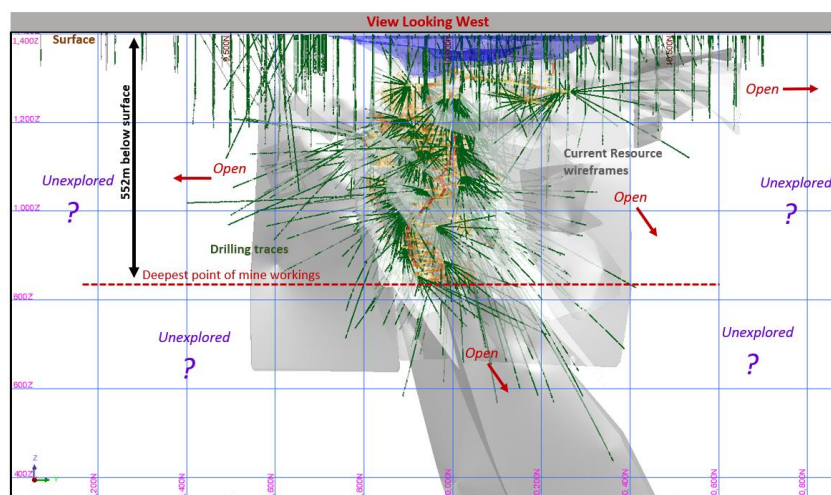 View Looking West
Surface
1,400Z
1,200Z
1,000Z
800Z
600Z
400Z
552m below surface
Open
Open
Unexplored
?
Current Resource
wireframes
Open
Unexplored
?
Drilling traces
Deepest point of mine workings
Unexplored
?
Open
Unexplored
?
Z
Y